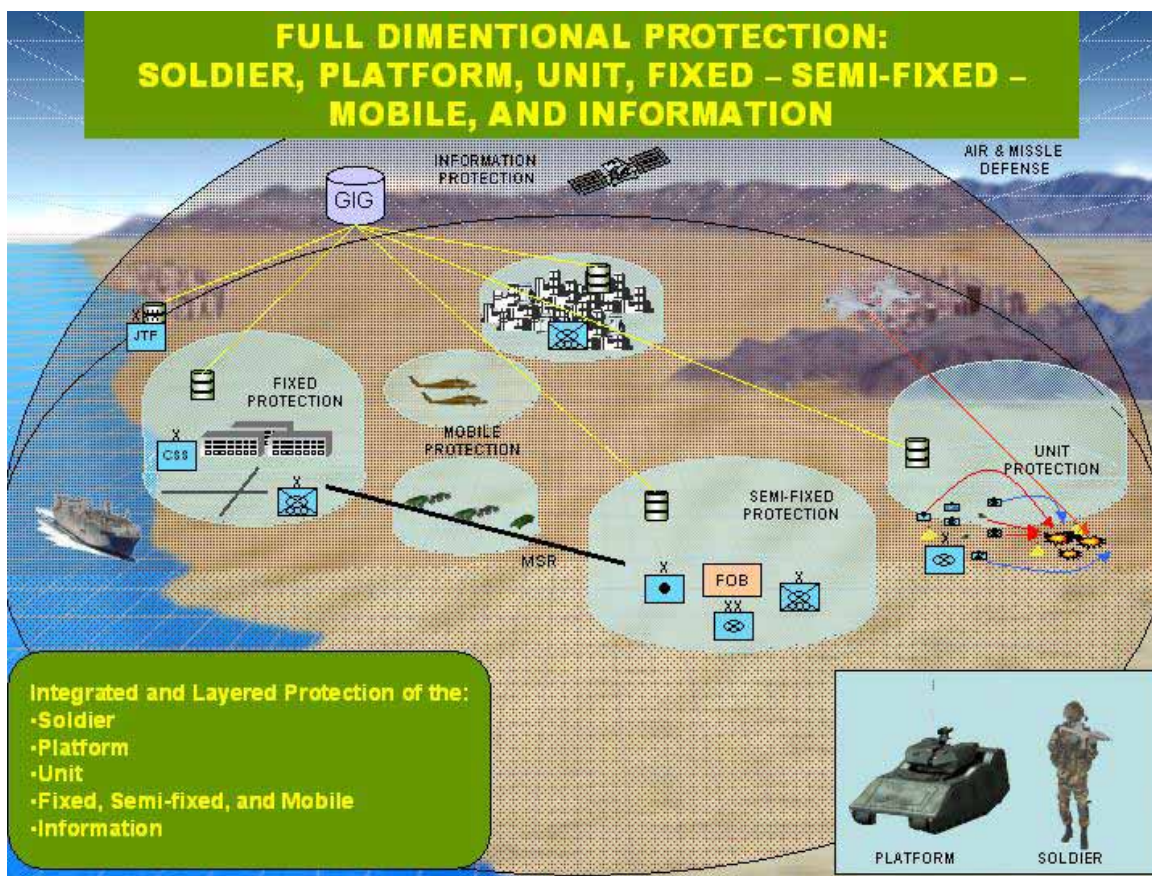 FULL DIMENTIONAL PROTECTION:
SOLDIER, PLATFORM, UNIT, FIXED – SEMI-FIXED –
MOBILE, AND INFORMATION
INFORMATION
PROTECTION
AIR & MISSLE
DEFENSE
GIG
X
JTF
FIXED
PROTECTION
X
CSS
X
MOBILE
PROTECTION
MSR
SEMI-FIXED
PROTECTION
X
FOB
X
XX
UNIT
PROTECTION
X
Integrated and Layered Protection of the:
•Soldier
•Platform
•Unit
•Fixed, Semi-fixed, and Mobile
•Information
PLATFORM
SOLDIER